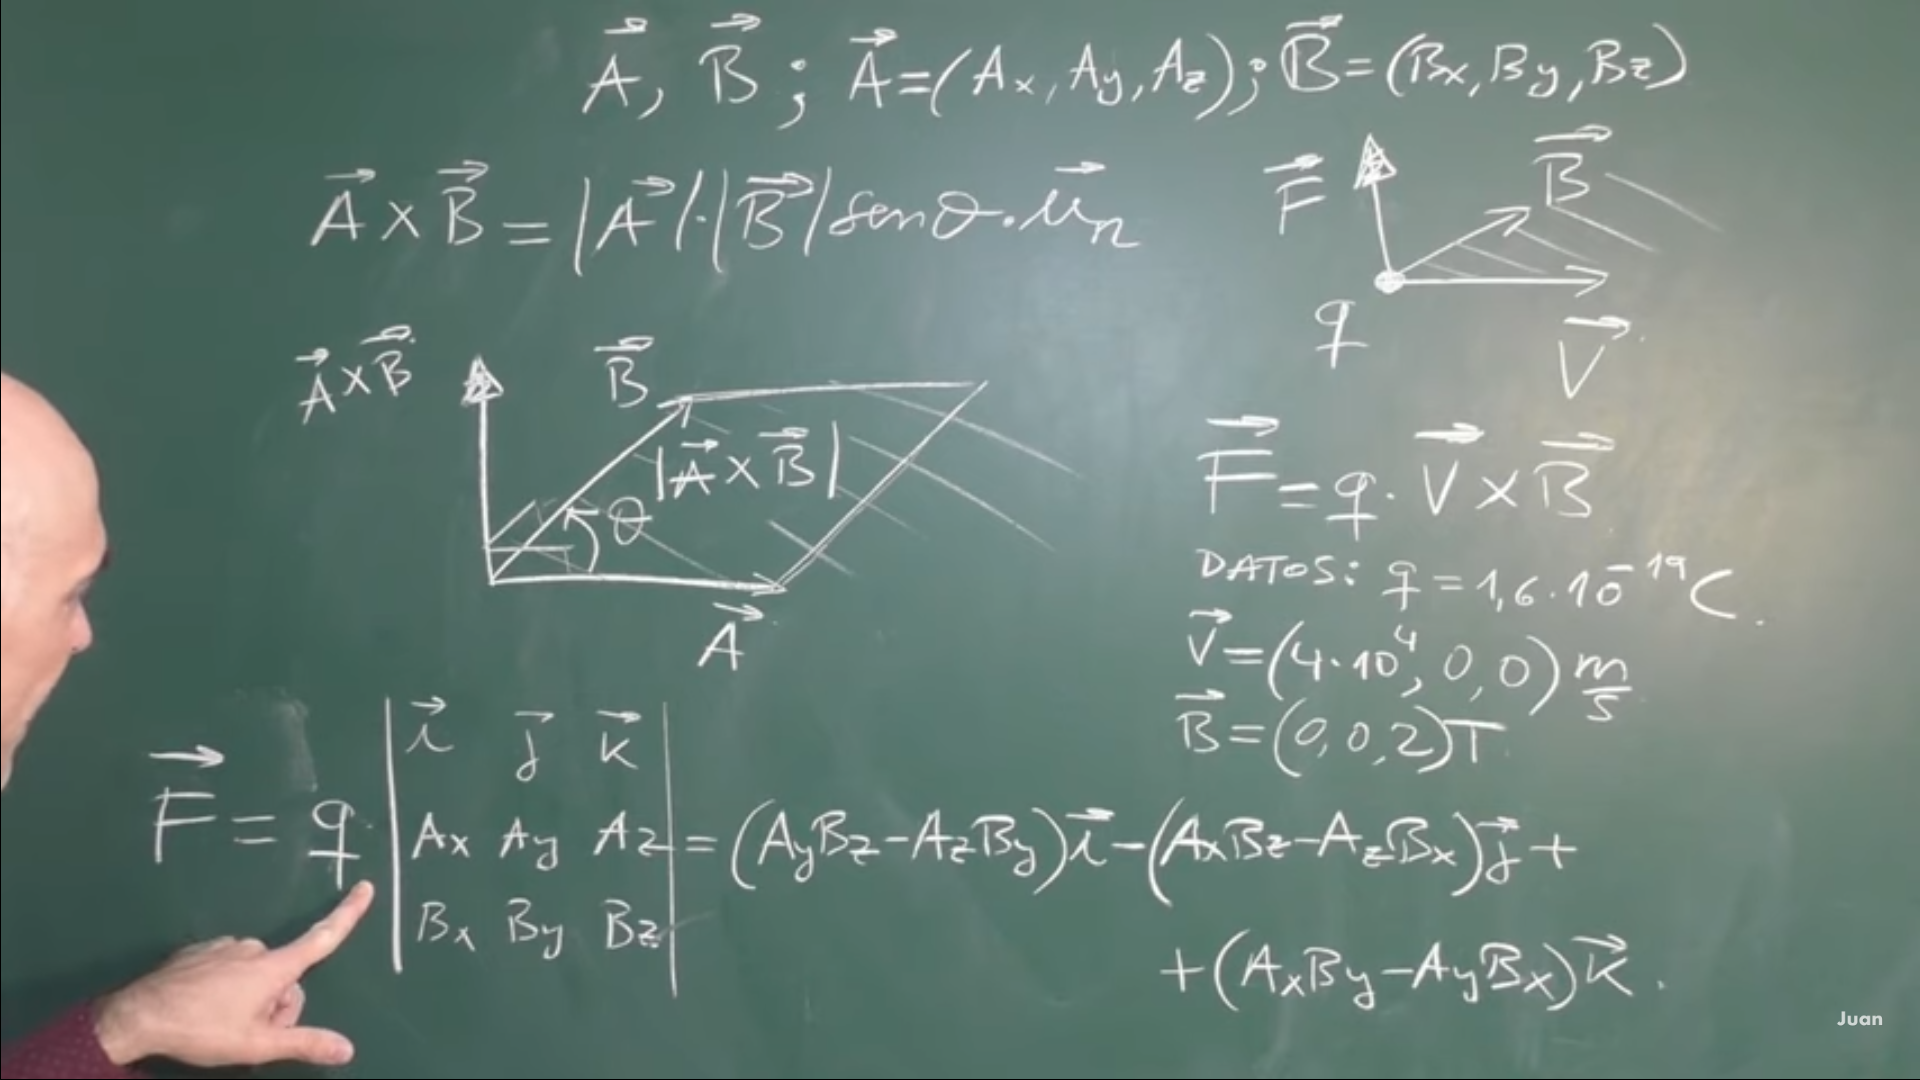 A⃗, B⃗ ; A⃗=(Ax, Ay, Az); B⃗=(Bx, By, Bz)
A⃗ x B⃗ = |A⃗|·|B⃗| senθ · u⃗n
F⃗ B⃗
q V⃗
A⃗ x B⃗ B⃗
|A⃗ x B⃗|
θ
A⃗
F⃗ = q · V⃗ x B⃗
DATOS: q = 1,6·10⁻¹⁹ C.
V⃗ = (4·10⁴, 0, 0) m/s
B⃗ = (0, 0, 2) T
i⃗ j⃗ k⃗
F⃗ = q · | Ax Ay Az | = (AyBz-AzBy)i⃗ - (AxBz-AzBx)j⃗ +
Bx By Bz
+ (AxBy-AyBx)k⃗.
Juan